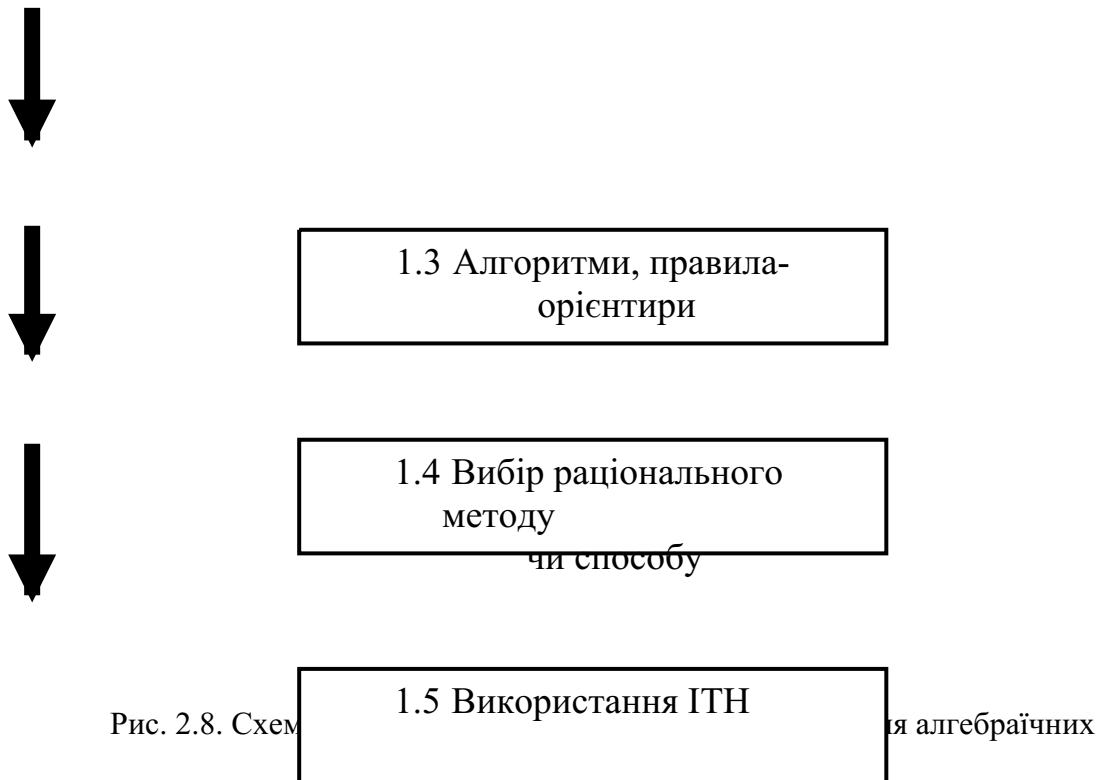 1.3 Алгоритми, правила-
орієнтири
1.4 Вибір раціонального
методу
чи способу
1.5 Використання ІТН
Рис. 2.8. алгебраїчних